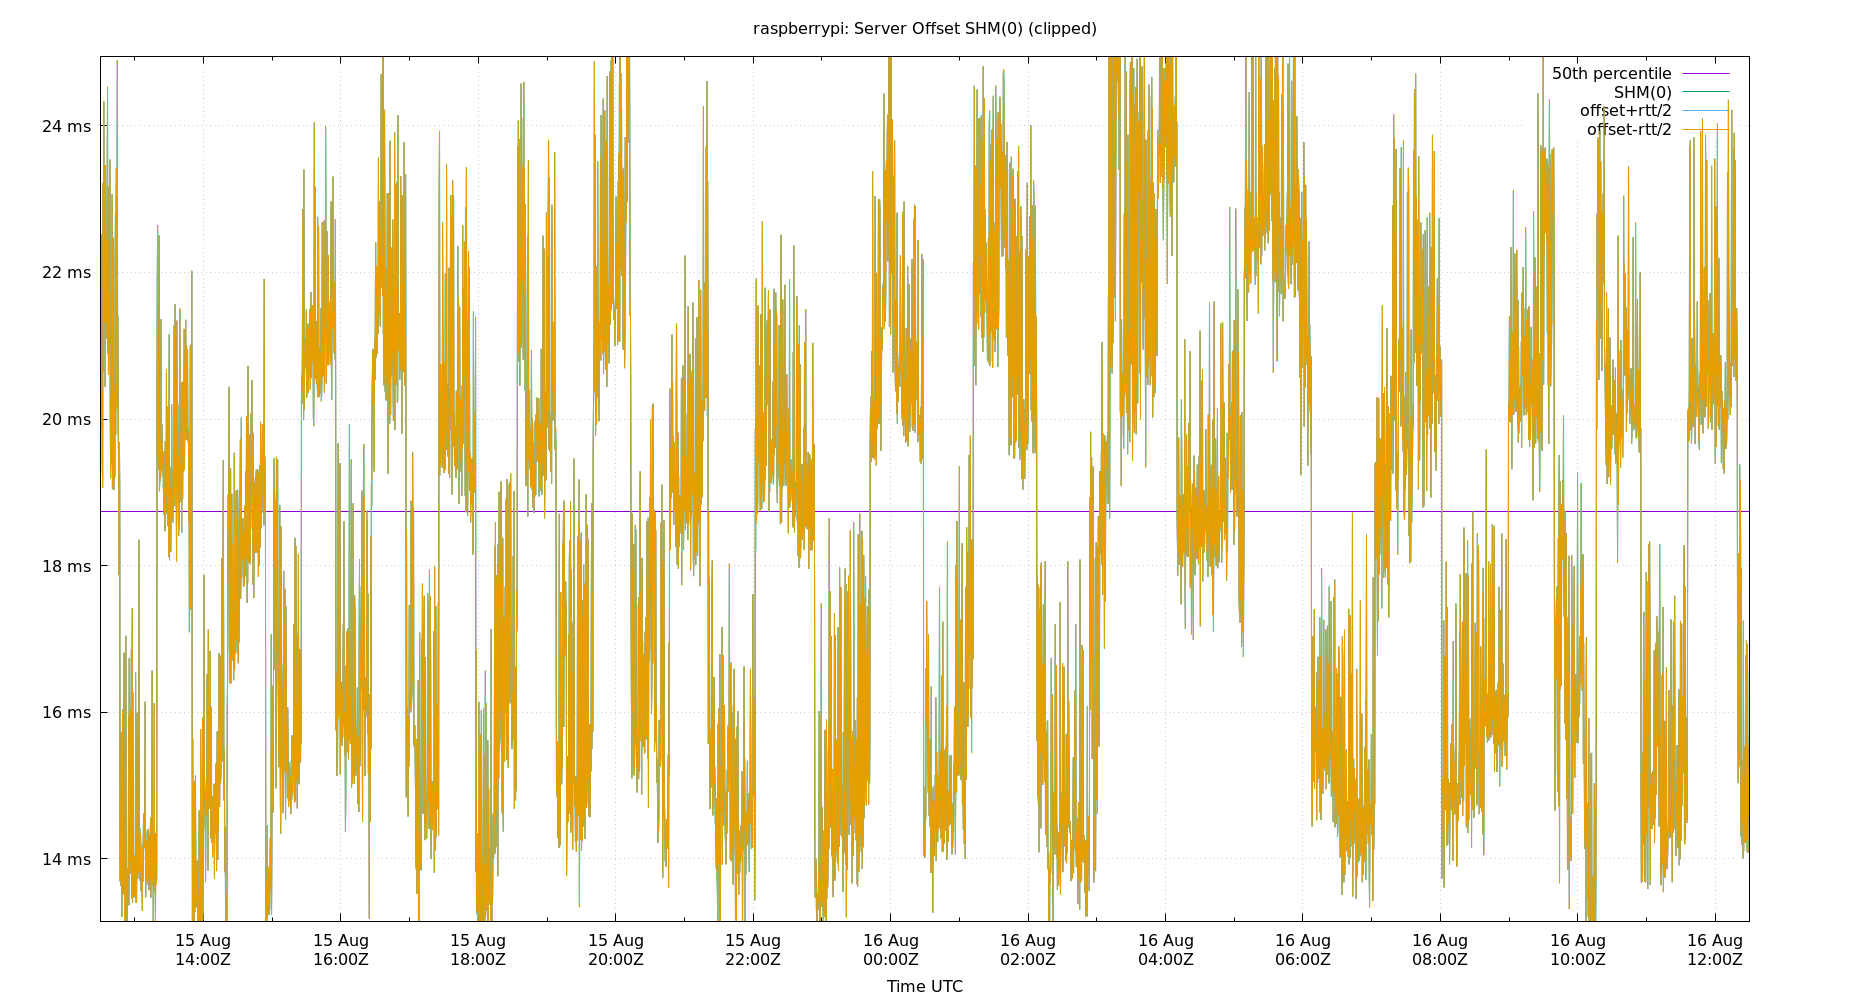 raspberrypi: Server Offset SHM(0) (clipped)
50th percentile
SHM(0)
offset+rtt/2
offset-rtt/2
24 ms
22 ms
20 ms
18 ms
16 ms
14 ms
15 Aug 15 Aug 15 Aug 15 Aug 15 Aug 16 Aug 16 Aug 16 Aug 16 Aug 16 Aug 16 Aug 16 Aug
14:00Z 16:00Z 18:00Z 20:00Z 22:00Z 00:00Z 02:00Z 04:00Z 06:00Z 08:00Z 10:00Z 12:00Z
Time UTC